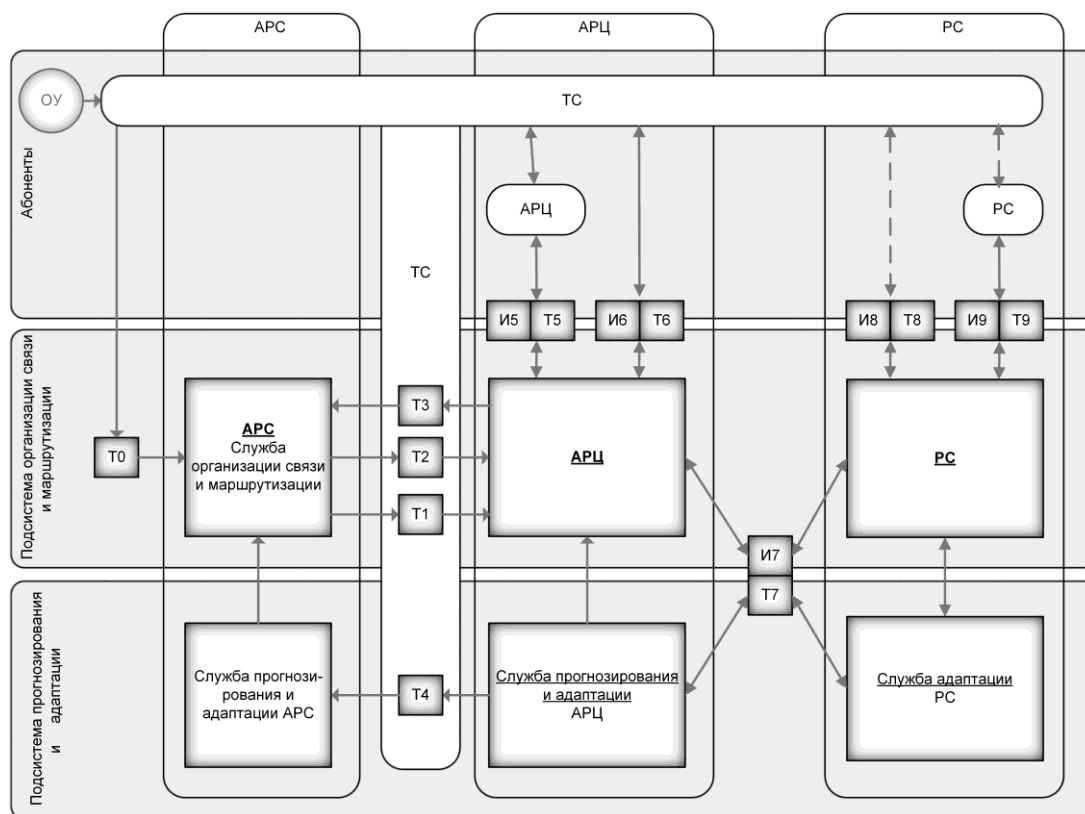 АРС
АРЦ
РС
Абоненты
ОУ
ТС
АРЦ
РС
ТС
И5
Т5
И6
Т6
И8
Т8
И9
Т9
Подсистема организации связи
и маршрутизации
Т0
АРС
Служба
организации связи
и маршрутизации
Т3
Т2
Т1
АРЦ
РС
И7
Т7
Подсистема прогнозирования
и адаптации
Служба прогнози-
рования и
адаптации АРС
Т4
Служба прогнозирования
и адаптации
АРЦ
Служба адаптации
РС